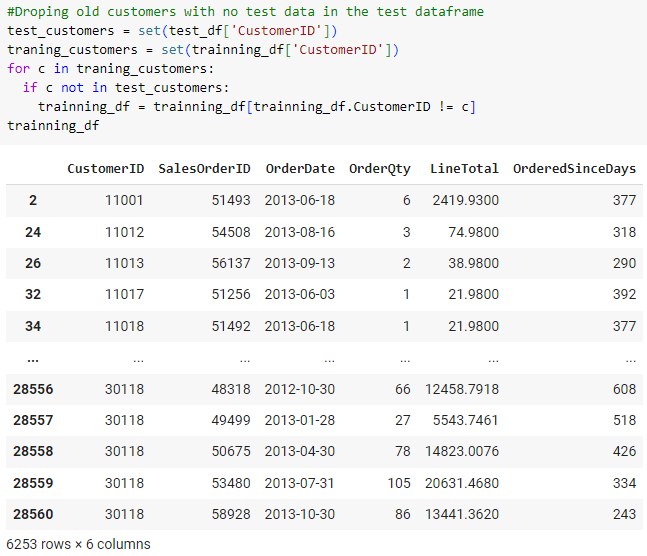 #Droping old customers with no test data in the test dataframe
test_customers = set(test_df['CustomerID'])
traning_customers = set(trainning_df['CustomerID'])
for c in traning_customers:
  if c not in test_customers:
    trainning_df = trainning_df[trainning_df.CustomerID != c]
trainning_df
CustomerID SalesOrderID OrderDate OrderQty LineTotal OrderedSinceDays
2 11001 51493 2013-06-18 6 2419.9300 377
24 11012 54508 2013-08-16 3 74.9800 318
26 11013 56137 2013-09-13 2 38.9800 290
32 11017 51256 2013-06-03 1 21.9800 392
34 11018 51492 2013-06-18 1 21.9800 377
... ... ... ... ... ... ...
28556 30118 48318 2012-10-30 66 12458.7918 608
28557 30118 49499 2013-01-28 27 5543.7461 518
28558 30118 50675 2013-04-30 78 14823.0076 426
28559 30118 53480 2013-07-31 105 20631.4680 334
28560 30118 58928 2013-10-30 86 13441.3620 243
6253 rows × 6 columns